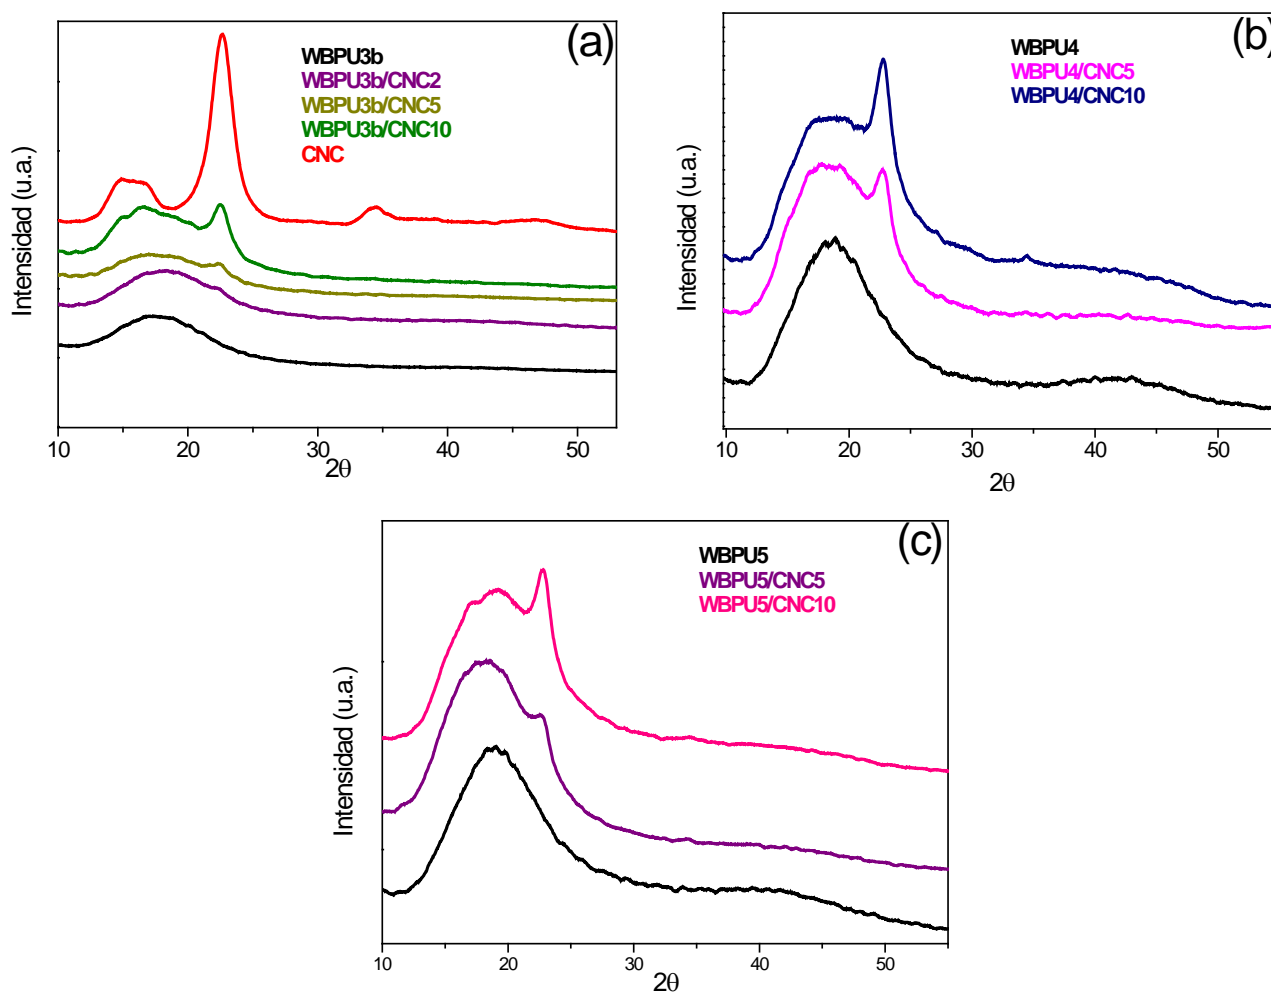 (a)
WBPU3b
WBPU3b/CNC2
WBPU3b/CNC5
WBPU3b/CNC10
CNC
Intensidad (u.a.)
10 20 30 40 50
2θ
(b)
WBPU4
WBPU4/CNC5
WBPU4/CNC10
Intensidad (u.a.)
10 20 30 40 50
2θ
(c)
WBPU5
WBPU5/CNC5
WBPU5/CNC10
Intensidad (u.a.)
10 20 30 40 50
2θ